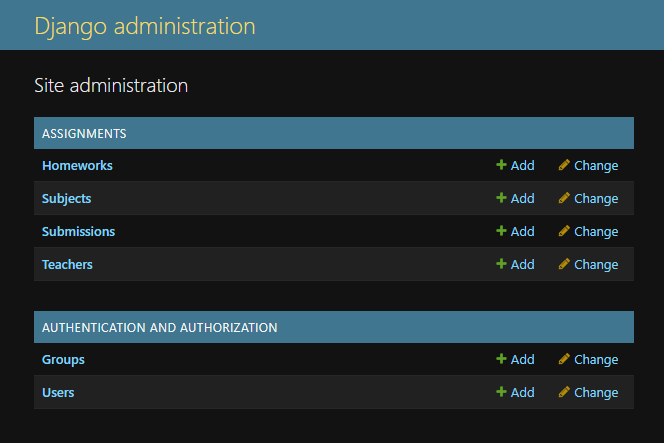 Django administration
Site administration
ASSIGNMENTS
Homeworks Add Change
Subjects Add Change
Submissions Add Change
Teachers Add Change
AUTHENTICATION AND AUTHORIZATION
Groups Add Change
Users Add Change